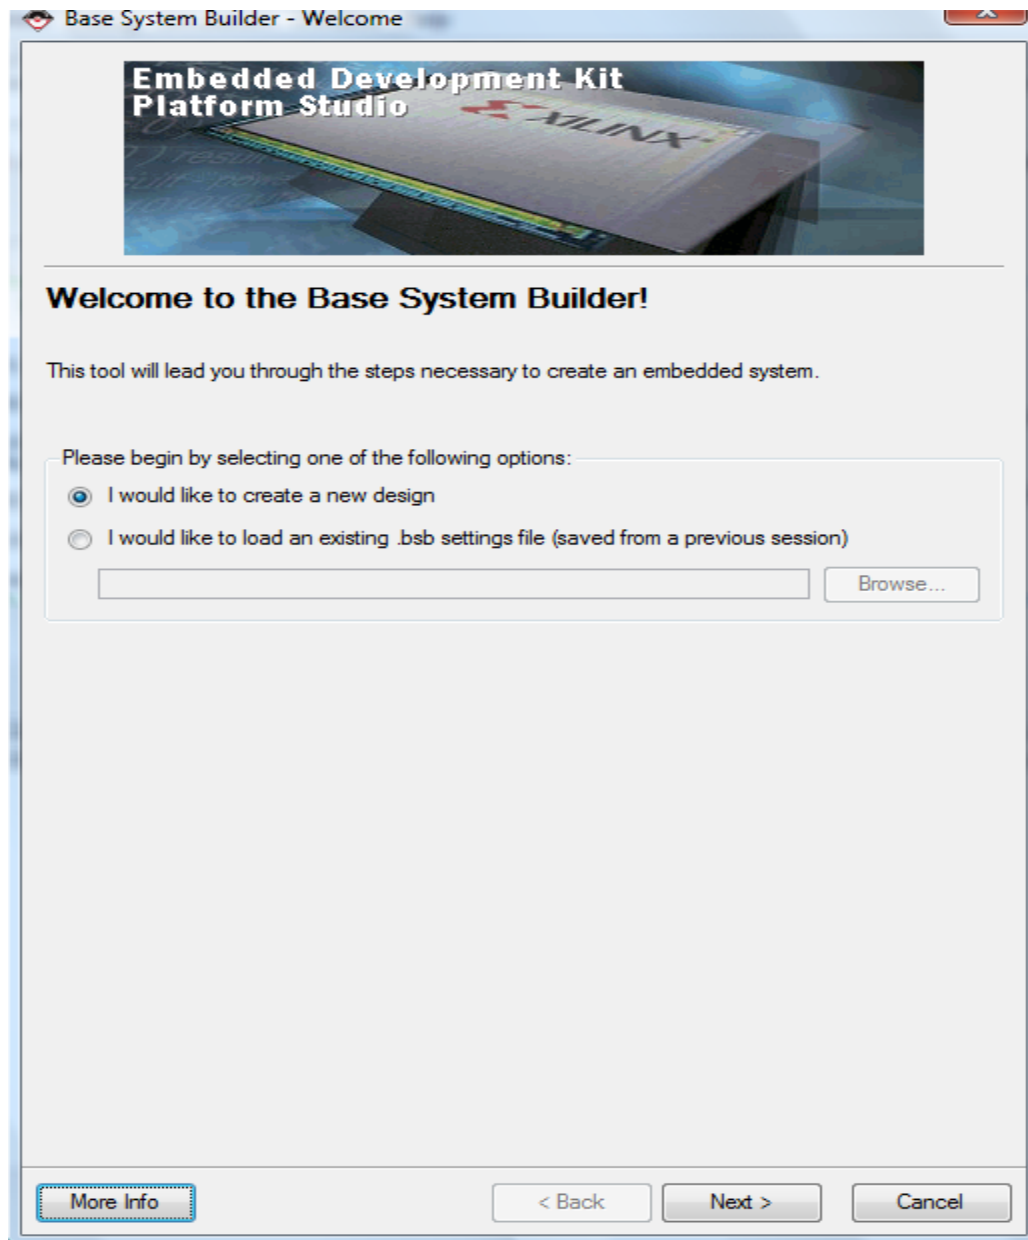 Base System Builder - Welcome
Embedded Development Kit
Platform Studio
XILINX
Welcome to the Base System Builder!
This tool will lead you through the steps necessary to create an embedded system.
Please begin by selecting one of the following options:
I would like to create a new design
I would like to load an existing .bsb settings file (saved from a previous session)
Browse...
More Info
< Back
Next >
Cancel